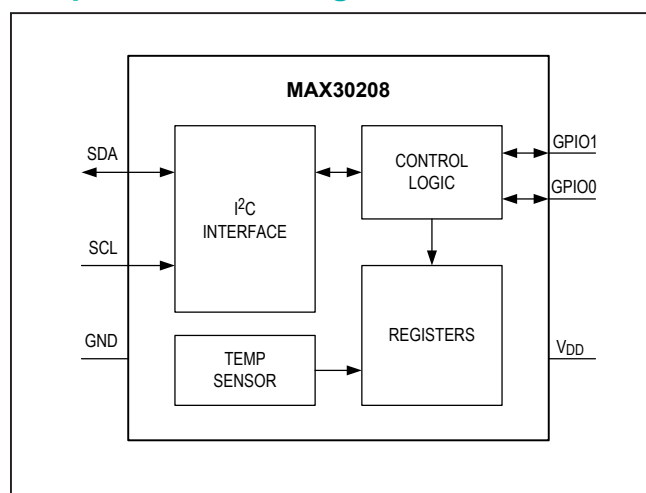 MAX30208
SDA
SCL
GND
I²C
INTERFACE
TEMP
SENSOR
CONTROL
LOGIC
REGISTERS
GPIO1
GPIO0
VDD